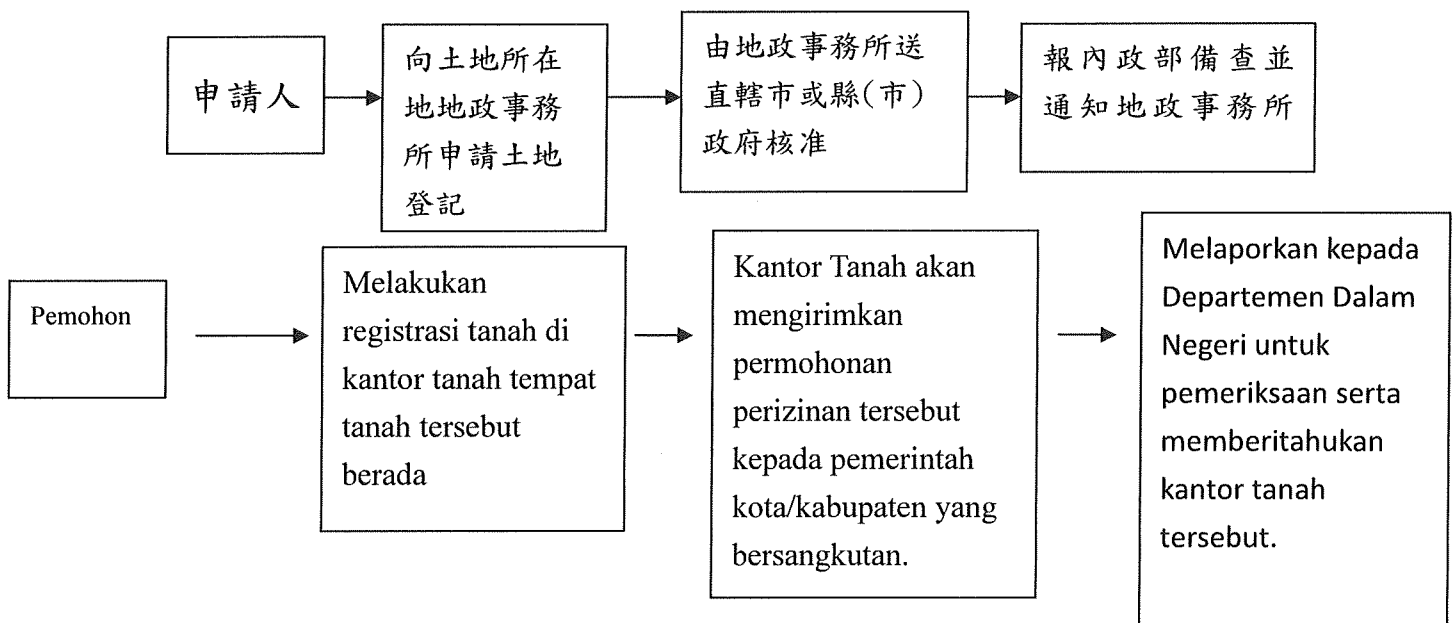 申請人
向土地所在
地地政事務
所申請土地
登記
由地政事務所送
直轄市或縣(市)
政府核准
報內政部備查並
通知地政事務所
Pemohon
Melakukan
registrasi tanah di
kantor tanah tempat
tanah tersebut
berada
Kantor Tanah akan
mengirimkan
permohonan
perizinan tersebut
kepada pemerintah
kota/kabupaten yang
bersangkutan.
Melaporkan kepada
Departemen Dalam
Negeri untuk
pemeriksaan serta
memberitahukan
kantor tanah
tersebut.